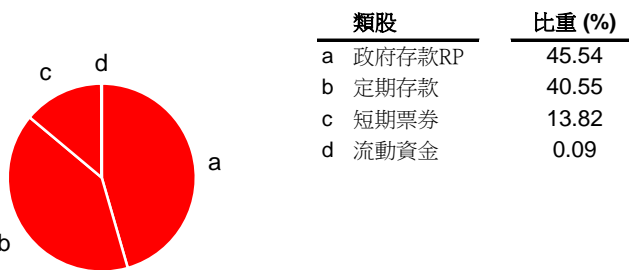 類股 比重 (%)
a 政府存款RP 45.54
b 定期存款 40.55
c 短期票券 13.82
d 流動資金 0.09
d
c
a
b